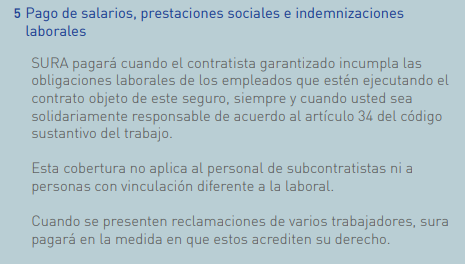 5 Pago de salarios, prestaciones sociales e indemnizaciones
laborales
SURA pagará cuando el contratista garantizado incumpla las
obligaciones laborales de los empleados que estén ejecutando el
contrato objeto de este seguro, siempre y cuando usted sea
solidariamente responsable de acuerdo al artículo 34 del código
sustantivo del trabajo.
Esta cobertura no aplica al personal de subcontratistas ni a
personas con vinculación diferente a la laboral.
Cuando se presenten reclamaciones de varios trabajadores, sura
pagará en la medida en que estos acrediten su derecho.